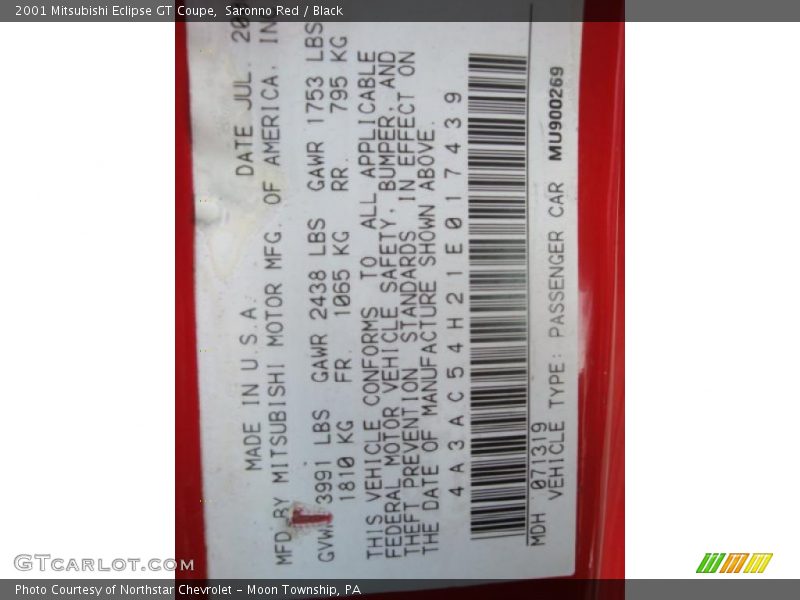 2001 Mitsubishi Eclipse GT Coupe, Saronno Red / Black
MADE IN U.S.A. DATE JUL.
MFD BY MITSUBISHI MOTOR MFG. OF AMERICA.
GVW 3991 LBS GAWR 2438 LBS GAWR 1753 LBS
1810 KG FR. 1065 KG RR. 795 KG
THIS VEHICLE CONFORMS TO ALL APPLICABLE
FEDERAL MOTOR VEHICLE SAFETY, BUMPER, AND
THEFT PREVENTION STANDARDS IN EFFECT ON
THE DATE OF MANUFACTURE SHOWN ABOVE.
4A3AC54H21E017439
MDH 071319
VEHICLE TYPE: PASSENGER CAR MU900269
GTCarLot.com
Photo Courtesy of Northstar Chevrolet - Moon Township, PA